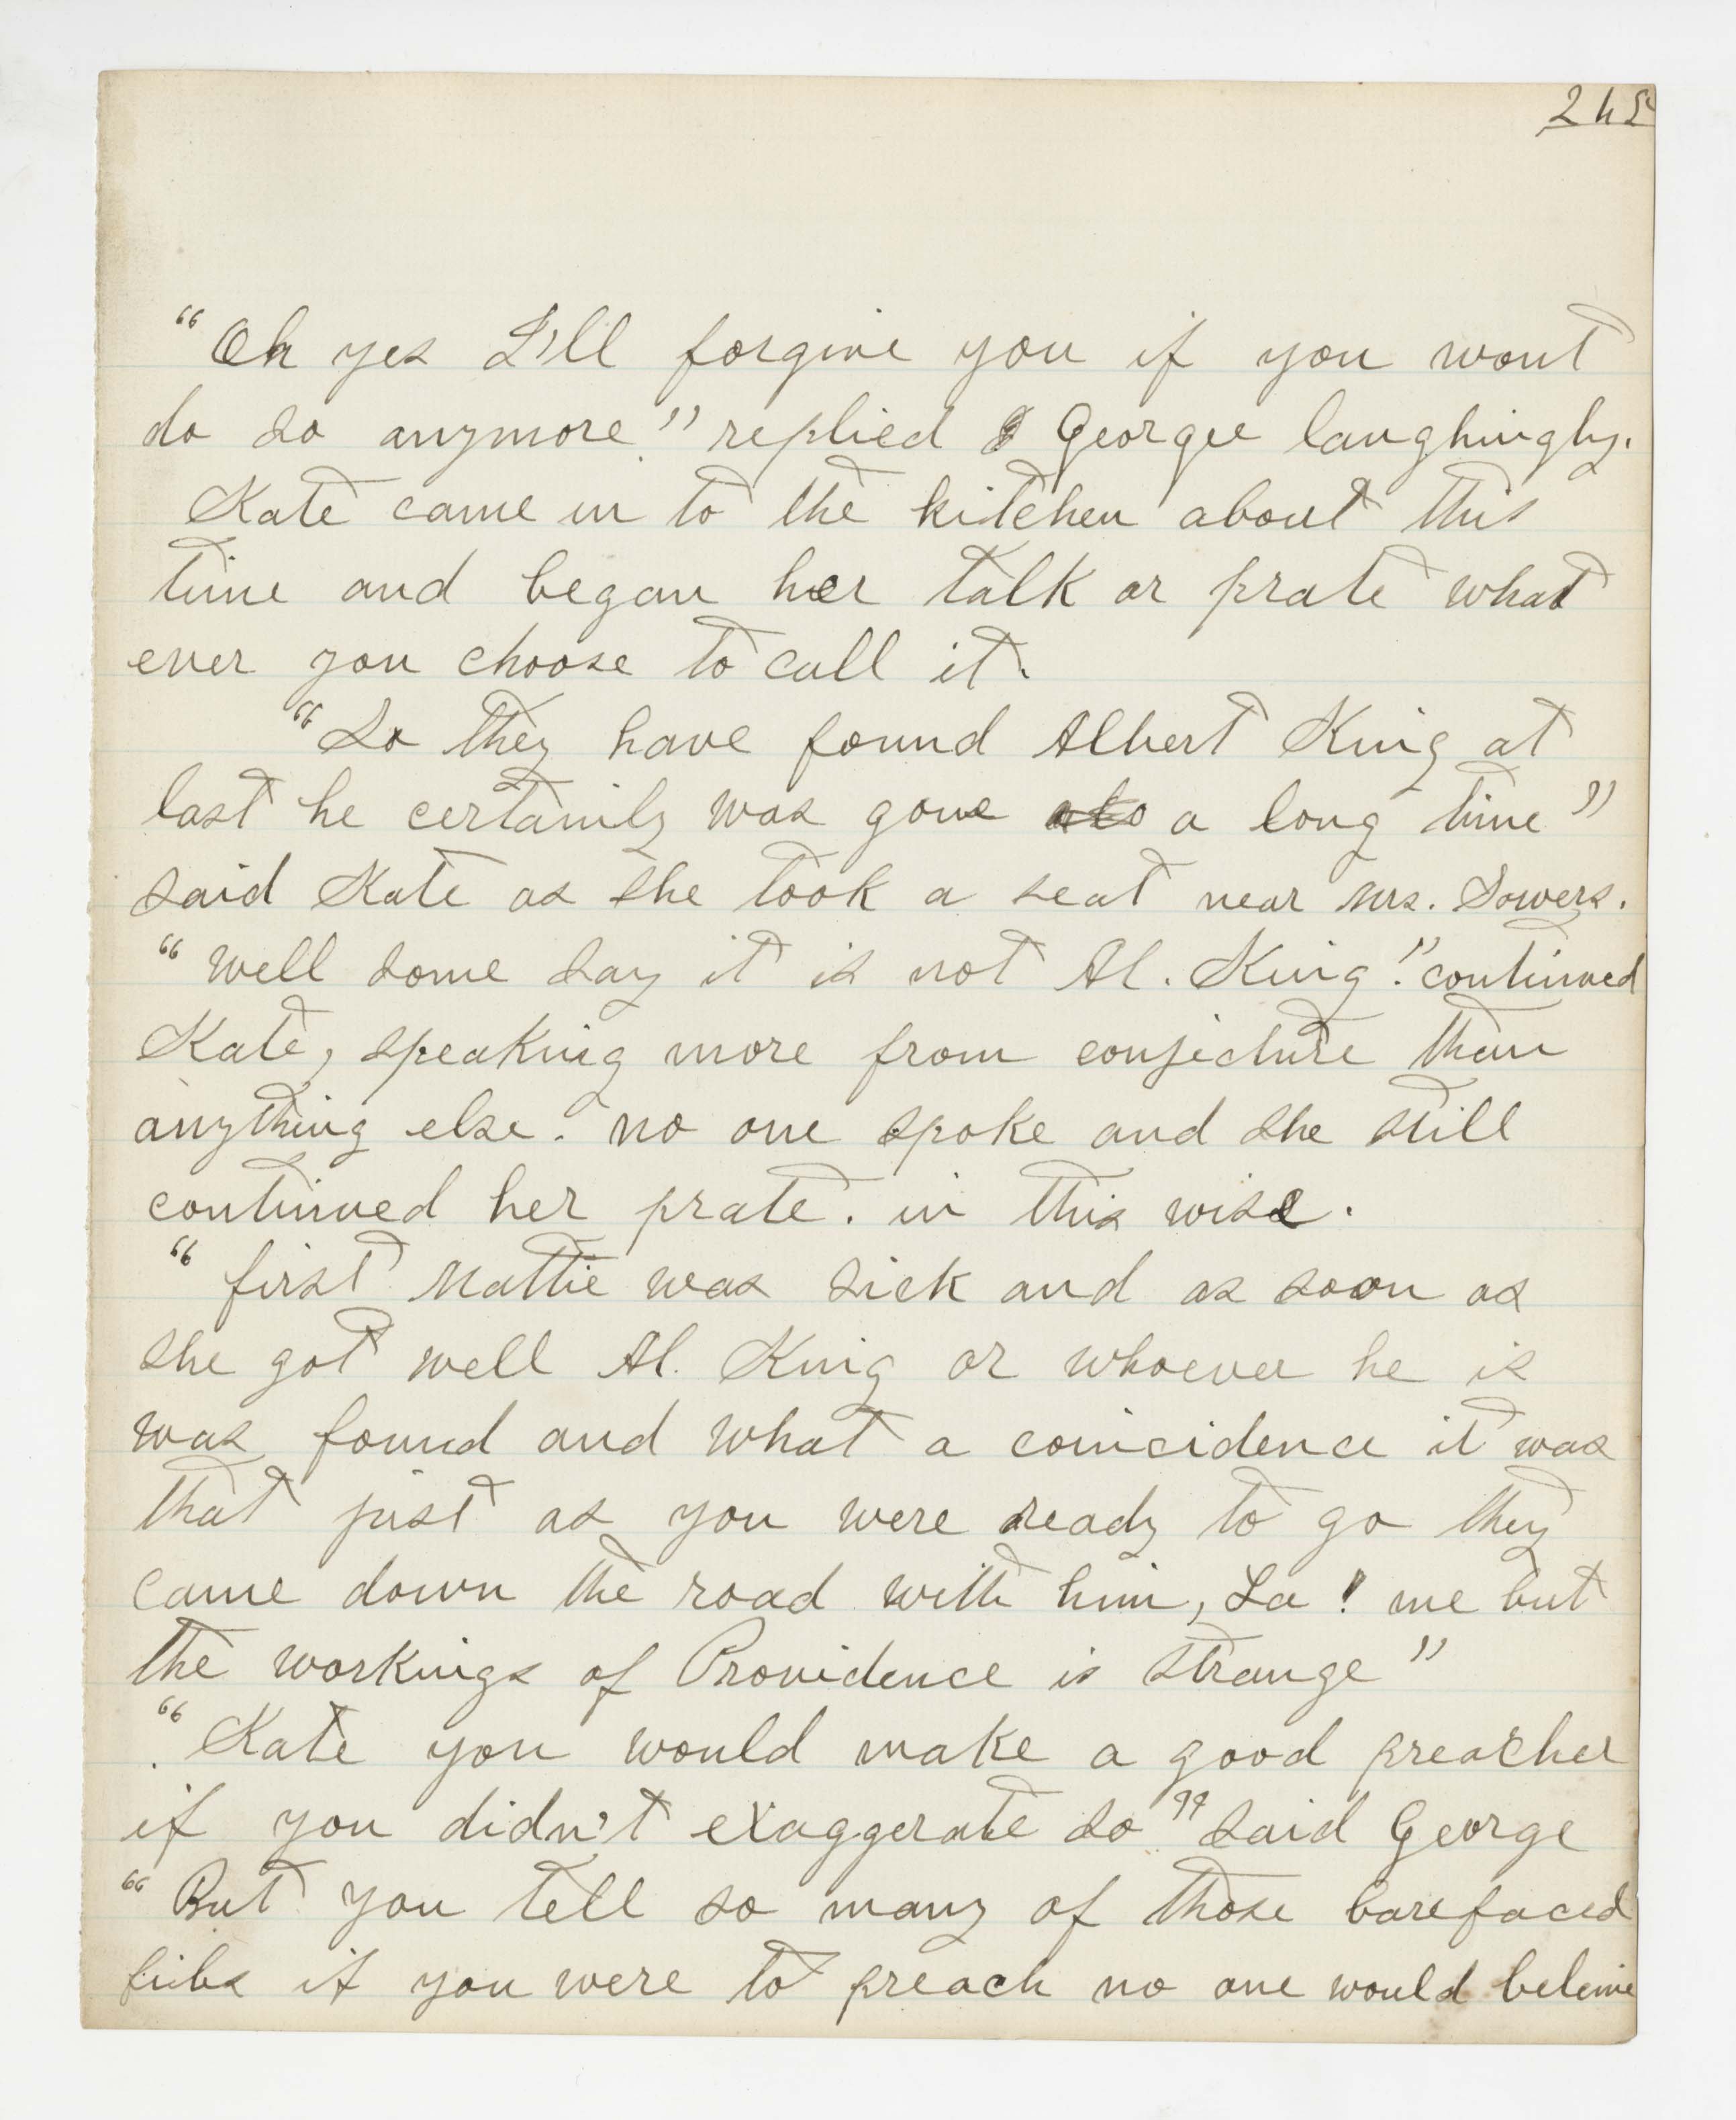 245
“Oh yes I'll forgive you if you wont
do so anymore.” replied Georgie laughingly.
Kate came in to the kitchen about this
time and began her talk or prate what
ever you choose to call it.
“So they have found Albert King at
last he certainly was gone a long time”
said Kate as she took a seat near Mrs. Sowers.
“well some say it is not Al. King.” continued
Kate, speaking more from conjecture than
anything else. no one spoke and she still
continued her prate. in this wise.
“first Mattie was sick and as soon as
she got well Al. King or whoever he is
was found and what a coincidence it was
that just as you were ready to go they
came down the road with him, La! me but
the workings of Providence is strange”
“Kate you would make a good preacher
if you didn't exaggerate so” said George
“But you tell so many of those barefaced
fibs if you were to preach no one would beleive